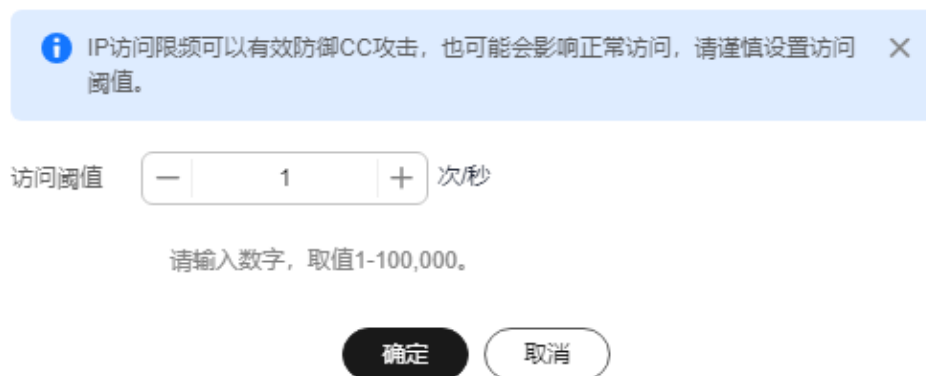 IP访问限频可以有效防御CC攻击，也可能会影响正常访问，请谨慎设置访问
阈值。
访问阈值 1 次/秒
请输入数字，取值1-100,000。
确定 取消